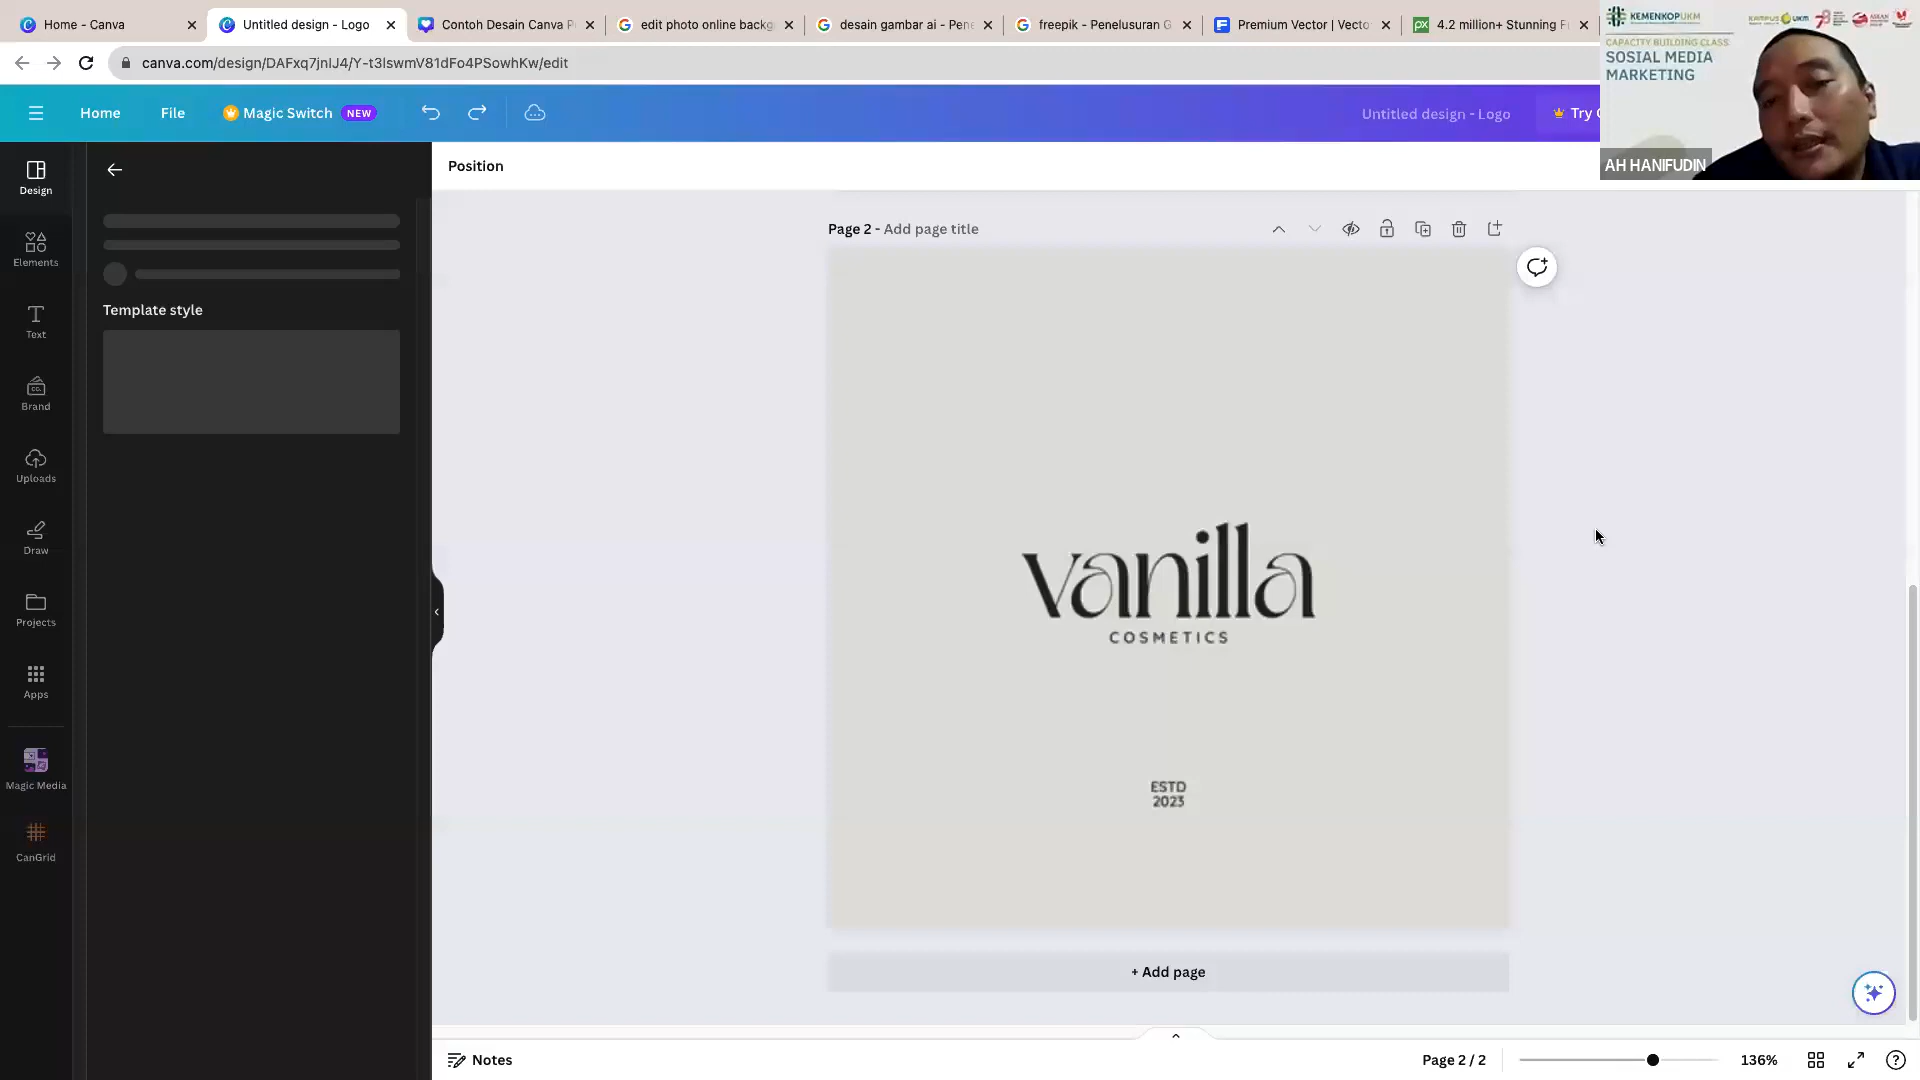 Home - Canva
Untitled design - Logo
Contoh Desain Canva P
edit photo online backg
desain gambar ai - Pene
freepik - Penelusuran G
Premium Vector | Vecto
4.2 million+ Stunning F
canva.com/design/DAFxq7jnlJ4/Y-t3lswmV81dFo4PSowhKw/edit
KEMENKOPUKM
CAPACITY BUILDING CLASS
SOSIAL MEDIA
MARKETING
AH HANIFUDIN
Home
File
Magic Switch
NEW
Untitled design - Logo
Try
Design
Elements
Text
Brand
Uploads
Draw
Projects
Apps
Magic Media
CanGrid
Template style
Position
Page 2 - Add page title
vanilla
COSMETICS
ESTD
2023
+ Add page
Notes
Page 2 / 2
136%